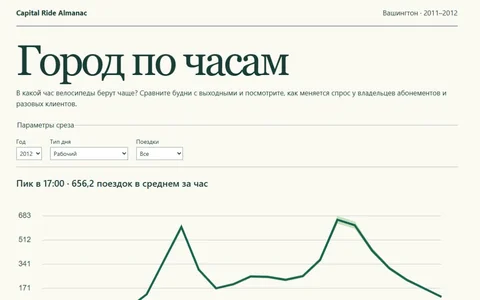 Capital Ride Almanac
Вашингтон · 2011–2012
Город по часам
В какой час велосипеды берут чаще? Сравните будни с выходными и посмотрите, как меняется спрос у владельцев абонементов и
разовых клиентов.
Параметры среза
Год
Тип дня
Поездки
2012
Рабочий
Все
Пик в 17:00 · 656,2 поездок в среднем за час
683
512
341
171